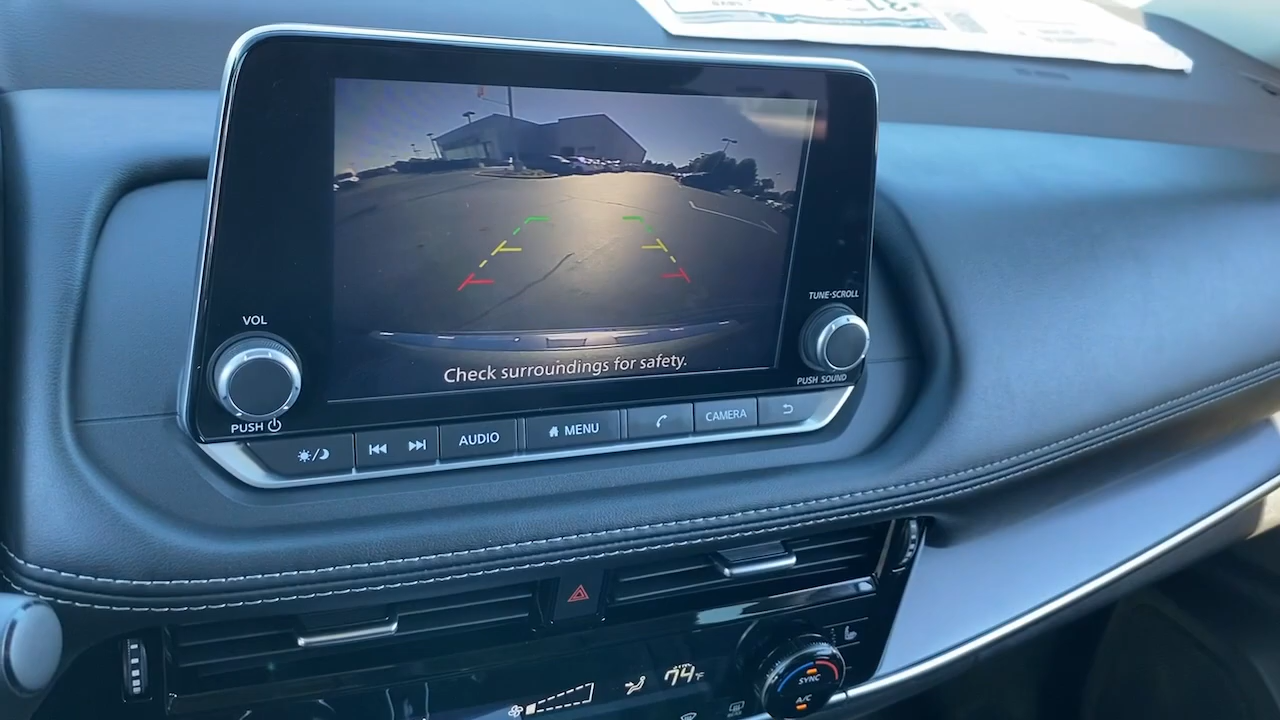 TUNE·SCROLL
VOL
Check surroundings for safety.
PUSH SOUND
PUSH
AUDIO
MENU
CAMERA
74°F
SYNC
A/C